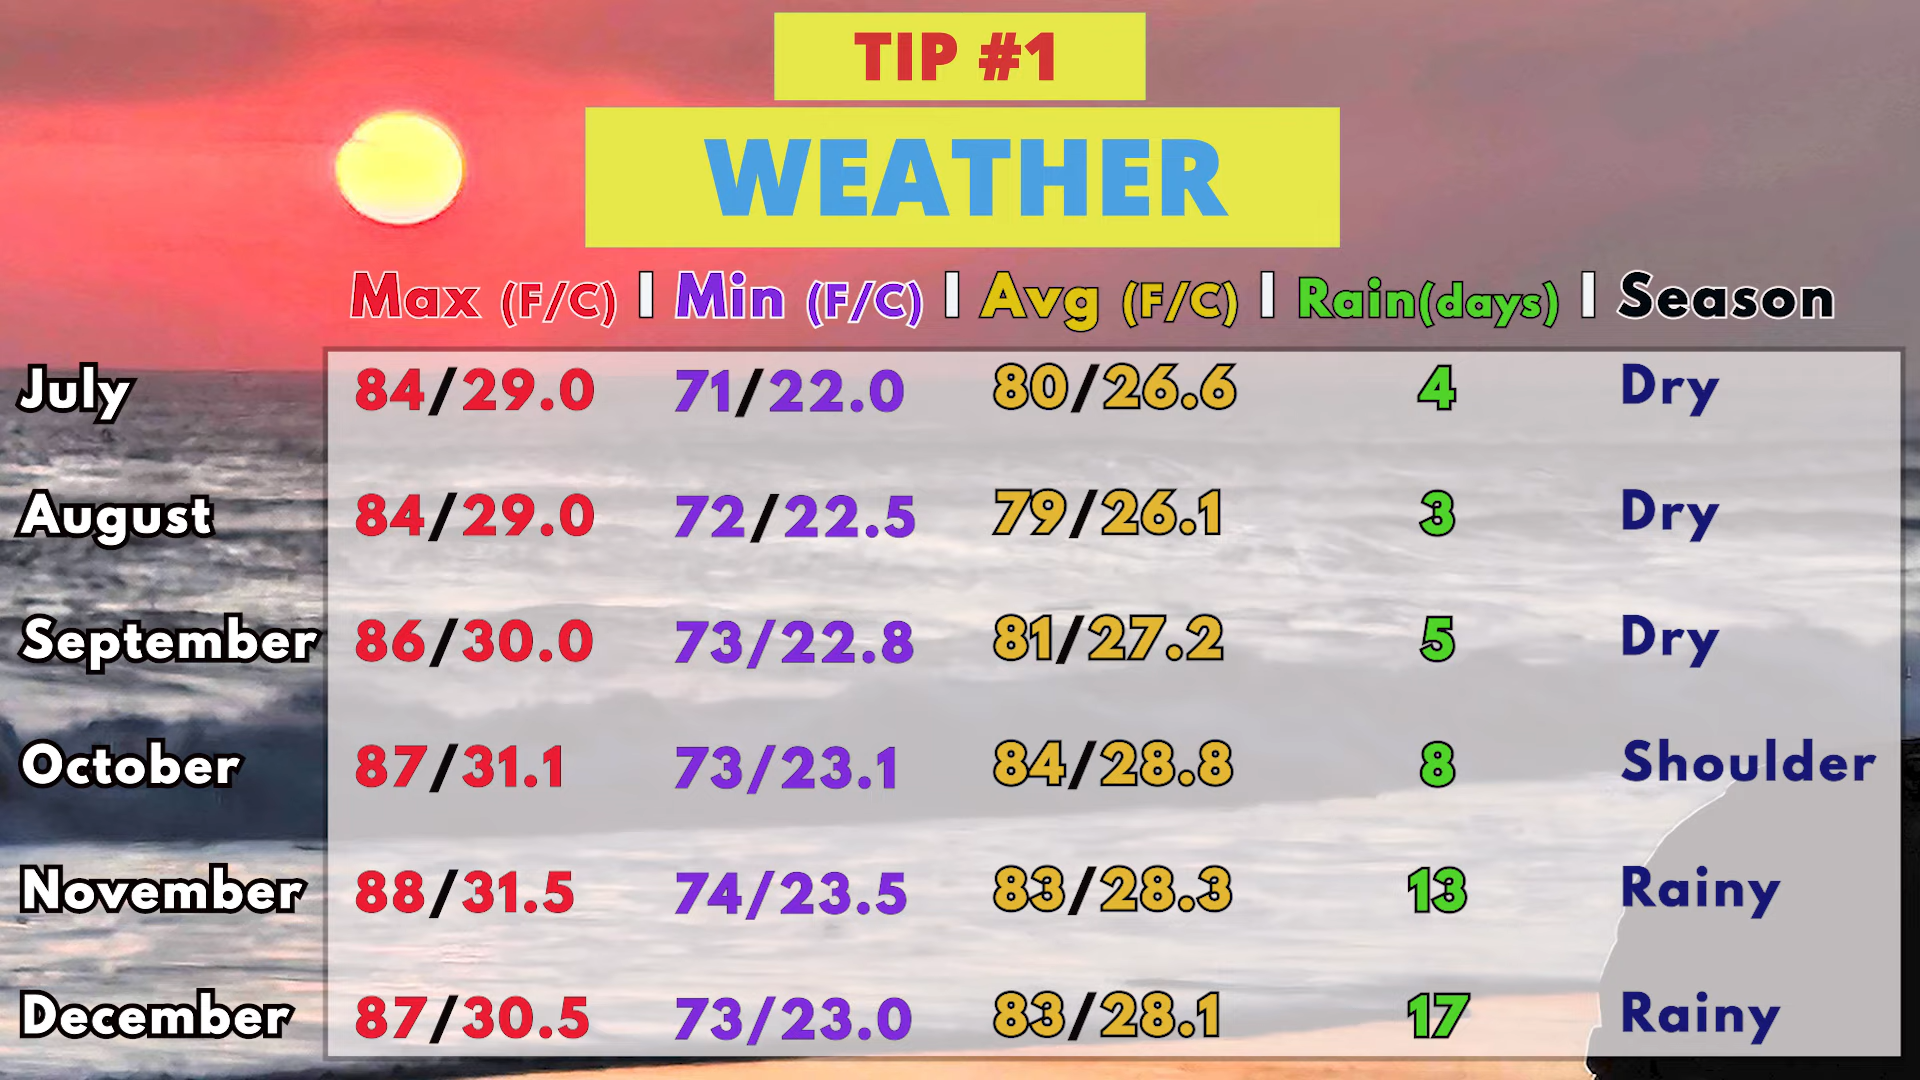 TIP #1
WEATHER
Max (F/C) | Min (F/C) | Avg (F/C) | Rain(days) | Season
July 84/29.0 71/22.0 80/26.6 4 Dry
August 84/29.0 72/22.5 79/26.1 3 Dry
September 86/30.0 73/22.8 81/27.2 5 Dry
October 87/31.1 73/23.1 84/28.8 8 Shoulder
November 88/31.5 74/23.5 83/28.3 13 Rainy
December 87/30.5 73/23.0 83/28.1 17 Rainy